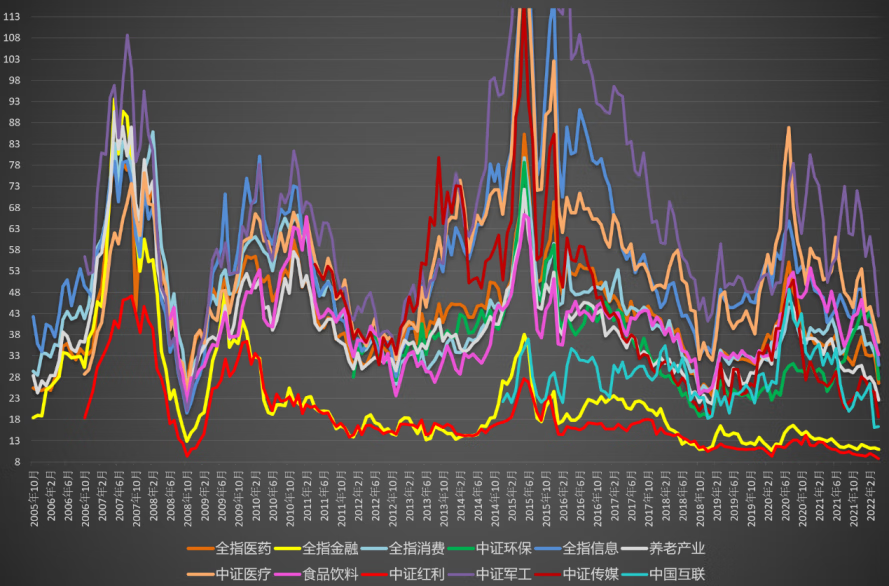 113
108
103
98
93
88
83
78
73
68
63
58
53
48
43
38
33
28
23
18
13
8
2005年10月
2006年2月
2006年6月
2006年10月
2007年2月
2007年6月
2007年10月
2008年2月
2008年6月
2008年10月
2009年2月
2009年6月
2009年10月
2010年2月
2010年6月
2010年10月
2011年2月
2011年6月
2011年10月
2012年2月
2012年6月
2012年10月
2013年2月
2013年6月
2013年10月
2014年2月
2014年6月
2014年10月
2015年2月
2015年6月
2015年10月
2016年2月
2016年6月
2016年10月
2017年2月
2017年6月
2017年10月
2018年2月
2018年6月
2018年10月
2019年2月
2019年6月
2019年10月
2020年2月
2020年6月
2020年10月
2021年2月
2021年6月
2021年10月
2022年2月
全指医药 全指金融 全指消费 中证环保 全指信息 养老产业
中证医疗 食品饮料 中证红利 中证军工 中证传媒 中国互联